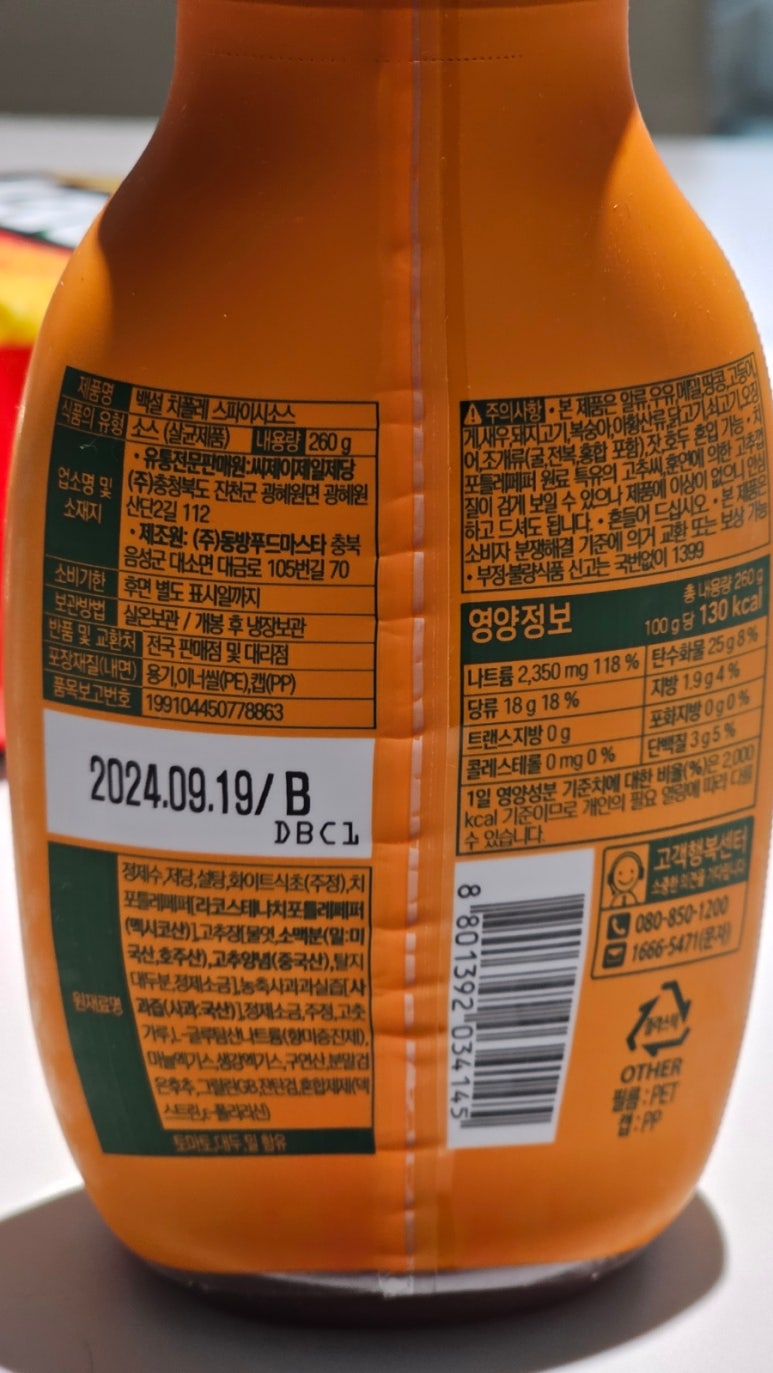 제품명 백설 치폴레 스파이시소스
식품의 유형 소스 (살균제품) 내용량 260 g
업소명 및 소재지
• 유통전문판매원:씨제이제일제당
(주)충청북도 진천군 광혜원면 광혜원
산단2길 112
• 제조원: (주)동방푸드마스타 충북
음성군 대소면 대금로 105번길 70
소비기한 후면 별도 표시일까지
보관방법 실온보관 / 개봉 후 냉장보관
반품 및 교환처 전국 판매점 및 대리점
포장재질(내면) 용기,이너씰(PE),캡(PP)
품목보고번호 199104450778863
2024.09.19/ B
DBC1
원재료명
정제수,저당,설탕,화이트식초(주정),치
포틀레페퍼[라코스테나치포틀레페퍼
(멕시코산)],고추장[물엿,소맥분(밀:미
국산,호주산),고추양념(중국산),탈지
대두분,정제소금],농축사과과실즙[사
과즙(사과:국산)],정제소금,주정,고춧
가루,L-글루탐산나트륨(향미증진제),
마늘엑기스,생강엑기스,구연산,분말검
은후추,그릴란GB,잔탄검,혼합제제(덱
스트린,ε-폴리리신)
토마토,대두,밀 함유
주의사항 • 본 제품은 알류,우유,메밀,땅콩,고등어,
게,새우,돼지고기,복숭아,아황산류,닭고기,쇠고기,오징
어,조개류(굴,전복,홍합 포함),잣,호두 혼입 가능 • 치
포틀레페퍼 원료 특유의 고추씨,훈연에 의한 고추껍
질이 검게 보일 수 있으나 제품에 이상이 없으니 안심
하고 드셔도 됩니다. • 흔들어 드십시오 • 본 제품은
소비자 분쟁해결 기준에 의거 교환 또는 보상 가능
• 부정·불량식품 신고는 국번없이 1399
영양정보
총 내용량 260 g
100 g 당 130 kcal
나트륨 2,350 mg 118 % 탄수화물 25 g 8 %
당류 18 g 18 % 지방 1.9 g 4 %
트랜스지방 0 g 포화지방 0 g 0 %
콜레스테롤 0 mg 0 % 단백질 3 g 5 %
1일 영양성분 기준치에 대한 비율(%)은 2,000
kcal 기준이므로 개인의 필요 열량에 따라 다를
수 있습니다.
8 801392 034145
고객행복센터
소중한 의견을 기다립니다
080-850-1200
1666-5471(문자)
플라스틱
OTHER
필름 : PET
캡 : PP